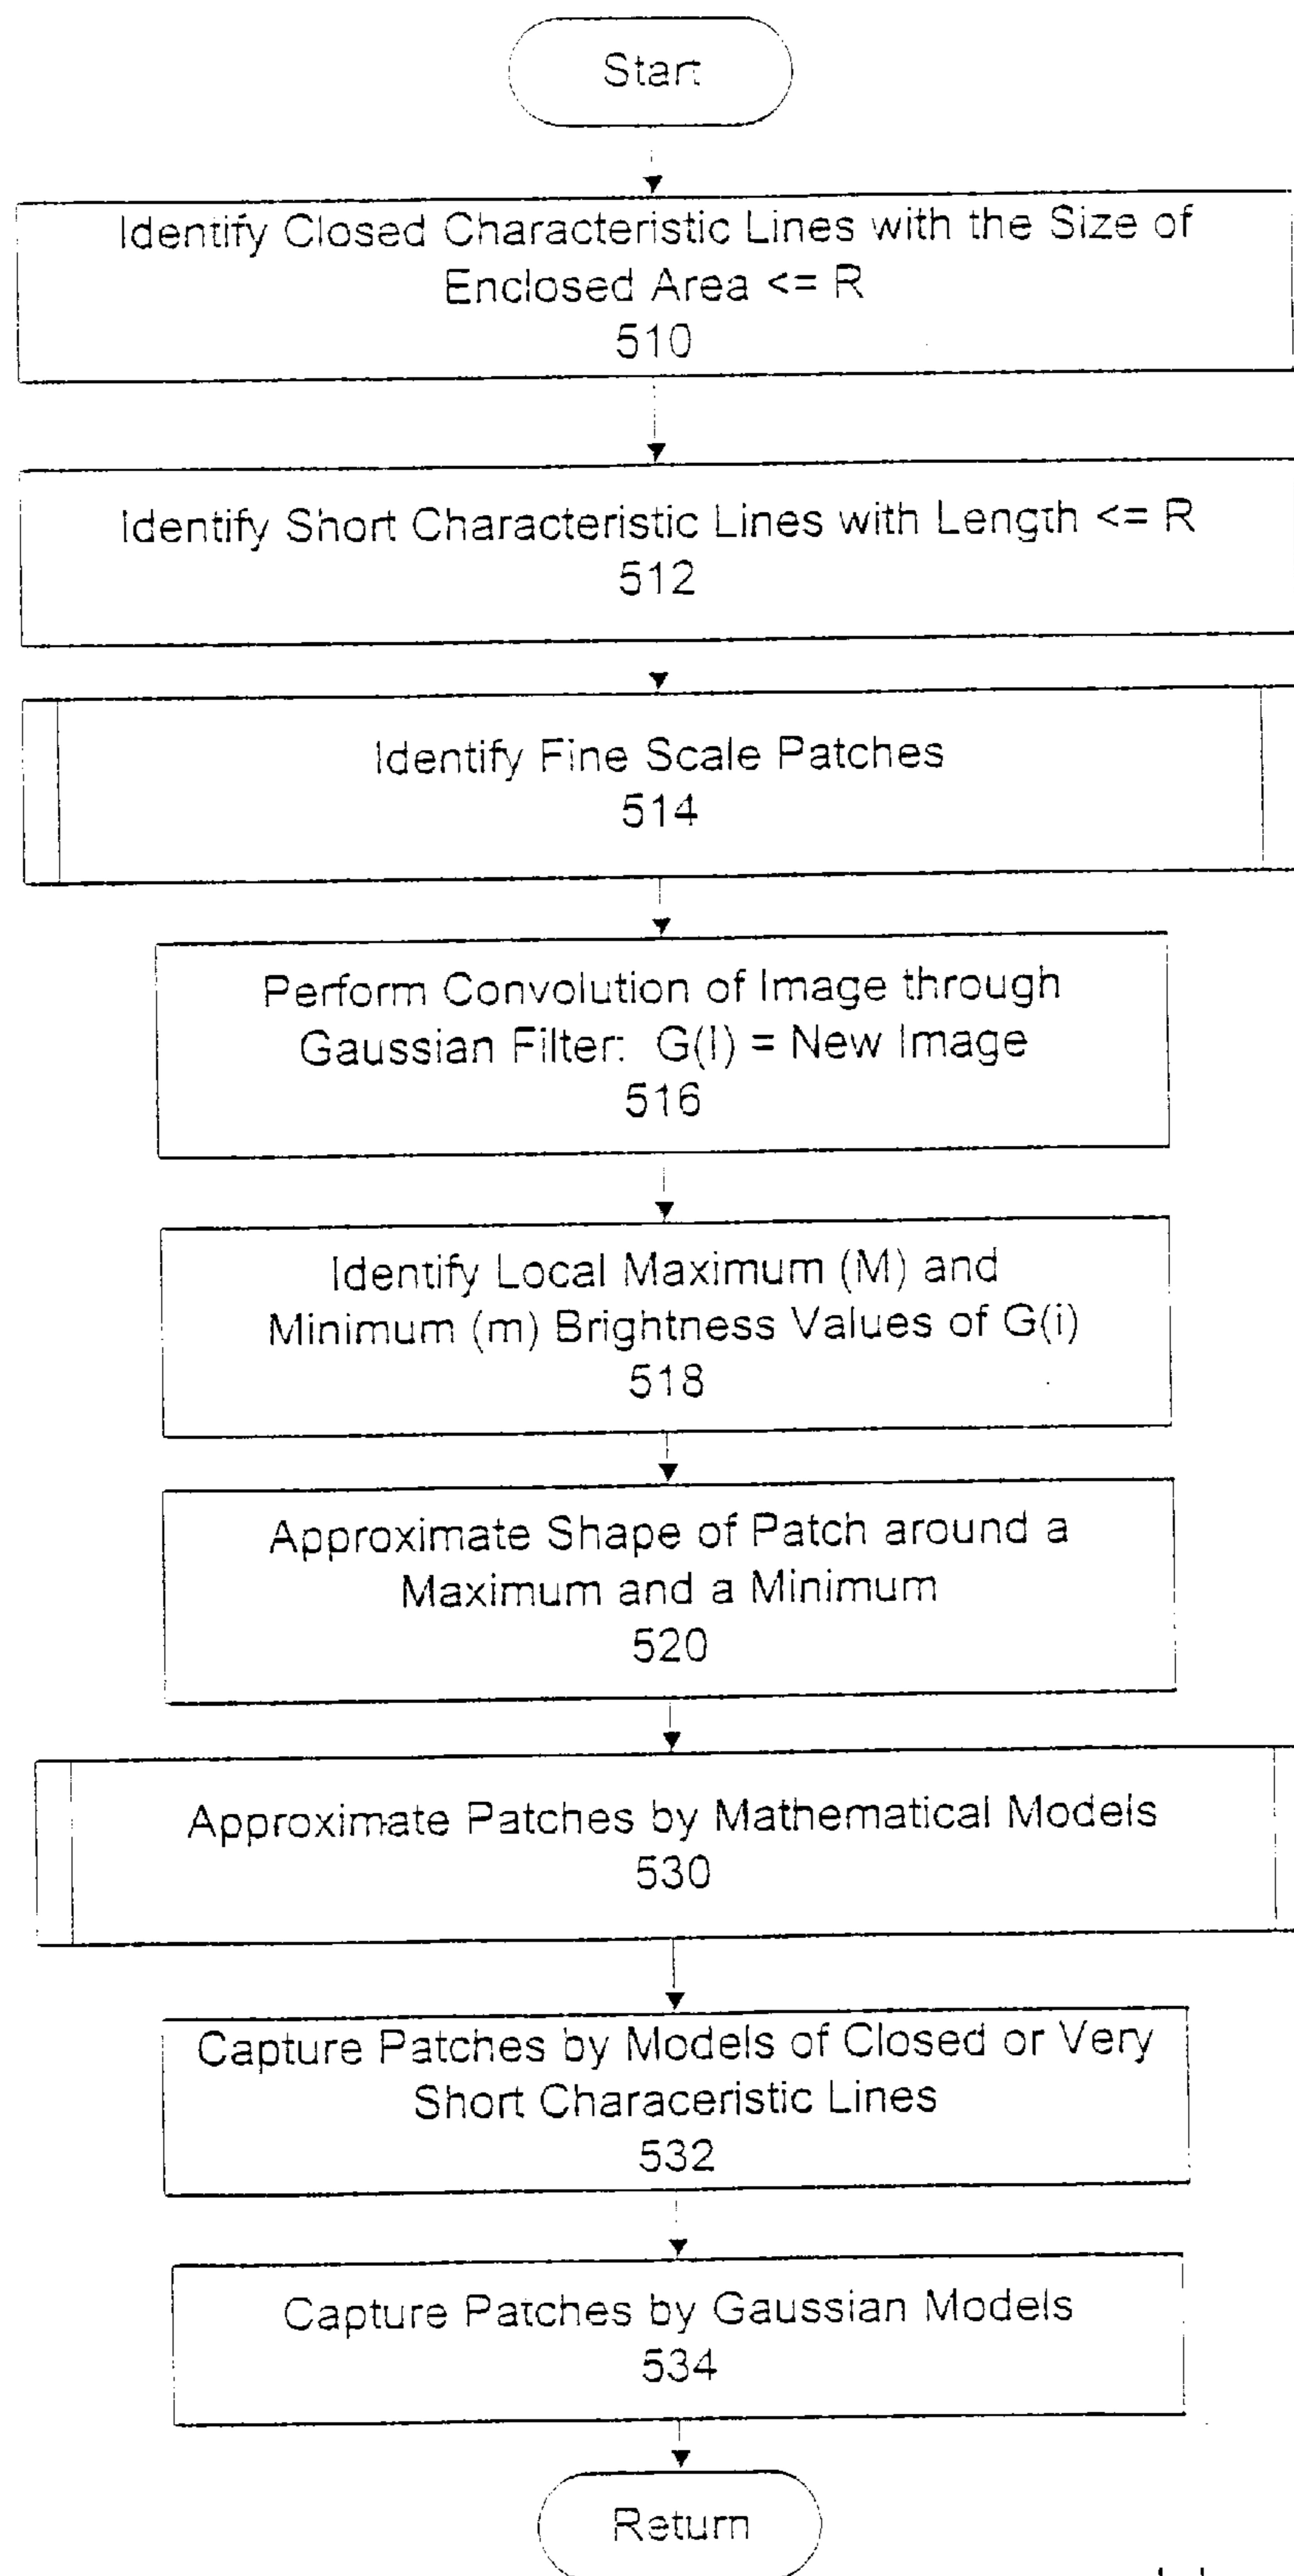 Start
Identify Closed Characteristic Lines with the Size of
Enclosed Area <= R
510
Identify Short Characteristic Lines with Length <= R
512
Identify Fine Scale Patches
514
Perform Convolution of Image through
Gaussian Filter: G(I) = New Image
516
Identify Local Maximum (M) and
Minimum (m) Brightness Values of G(i)
518
Approximate Shape of Patch around a
Maximum and a Minimum
520
Approximate Patches by Mathematical Models
530
Capture Patches by Models of Closed or Very
Short Characeristic Lines
532
Capture Patches by Gaussian Models
534
Return